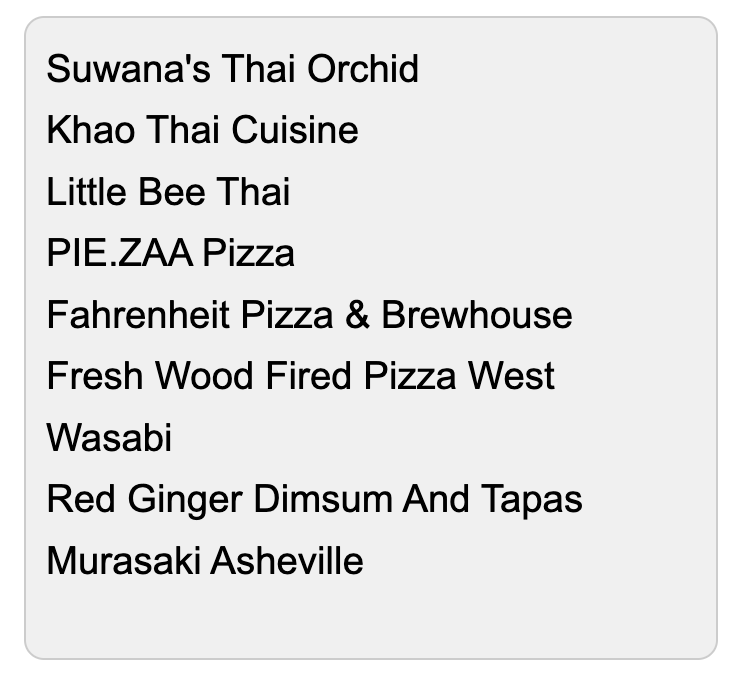 Suwana's Thai Orchid
Khao Thai Cuisine
Little Bee Thai
PIE.ZAA Pizza
Fahrenheit Pizza & Brewhouse
Fresh Wood Fired Pizza West
Wasabi
Red Ginger Dimsum And Tapas
Murasaki Asheville